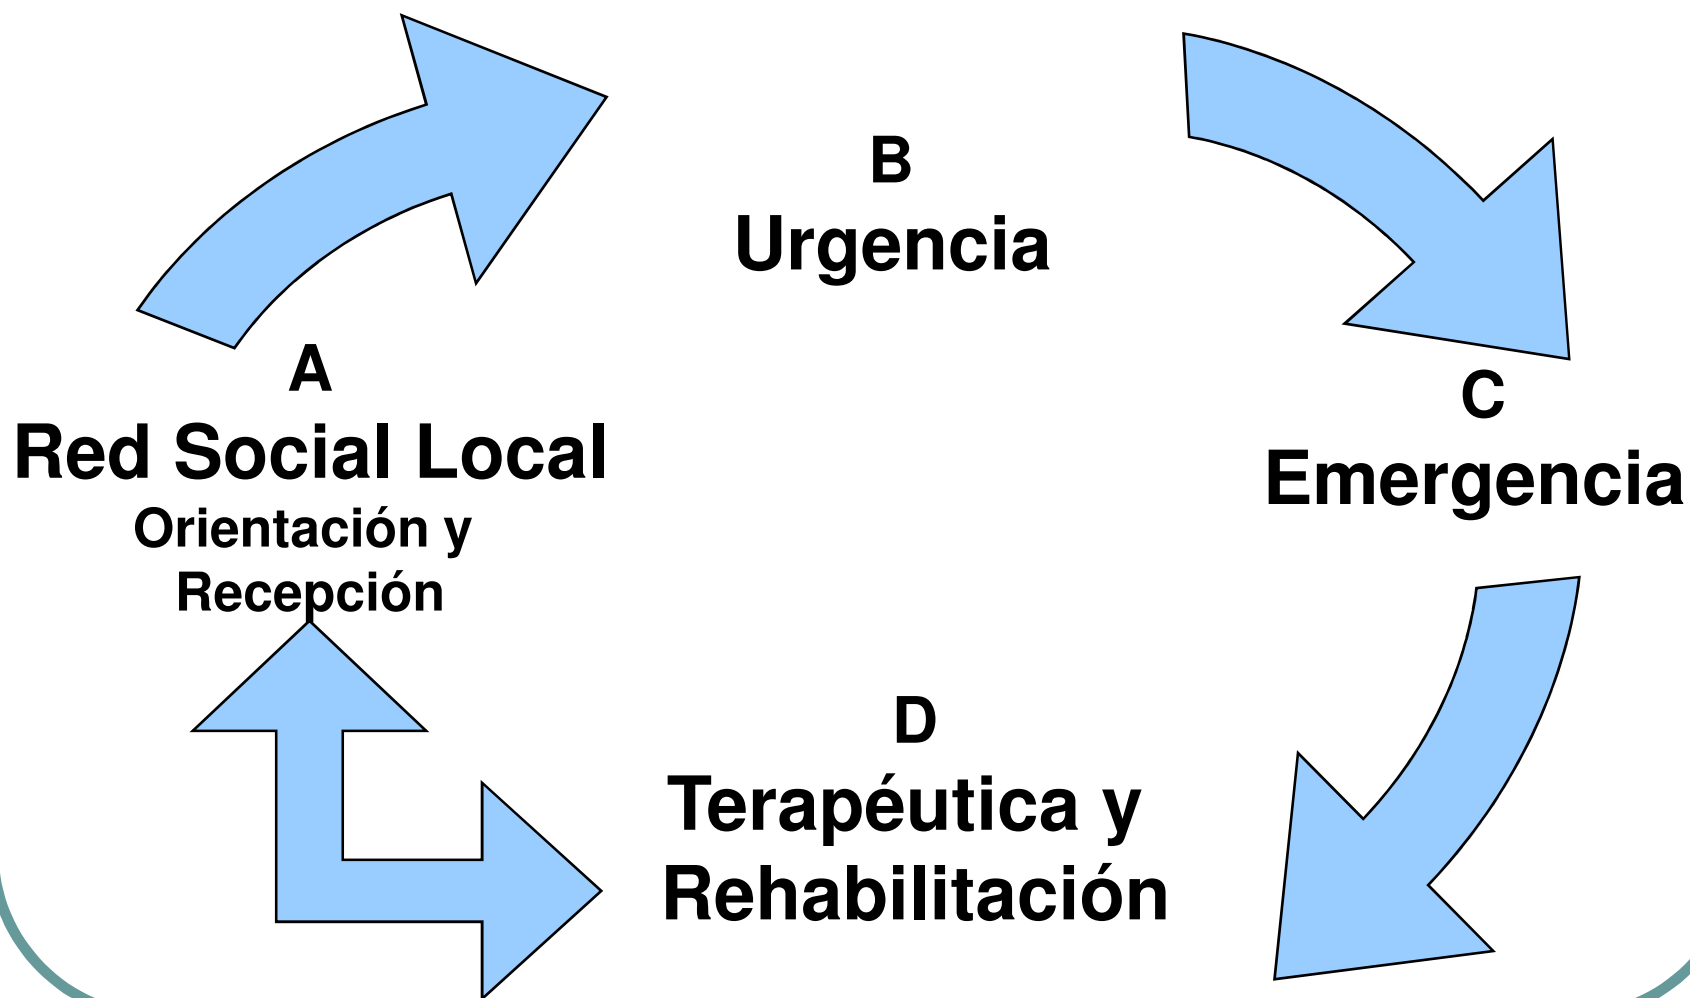 B
Urgencia
A
Red Social Local
Orientación y
Recepción
C
Emergencia
D
Terapéutica y
Rehabilitación